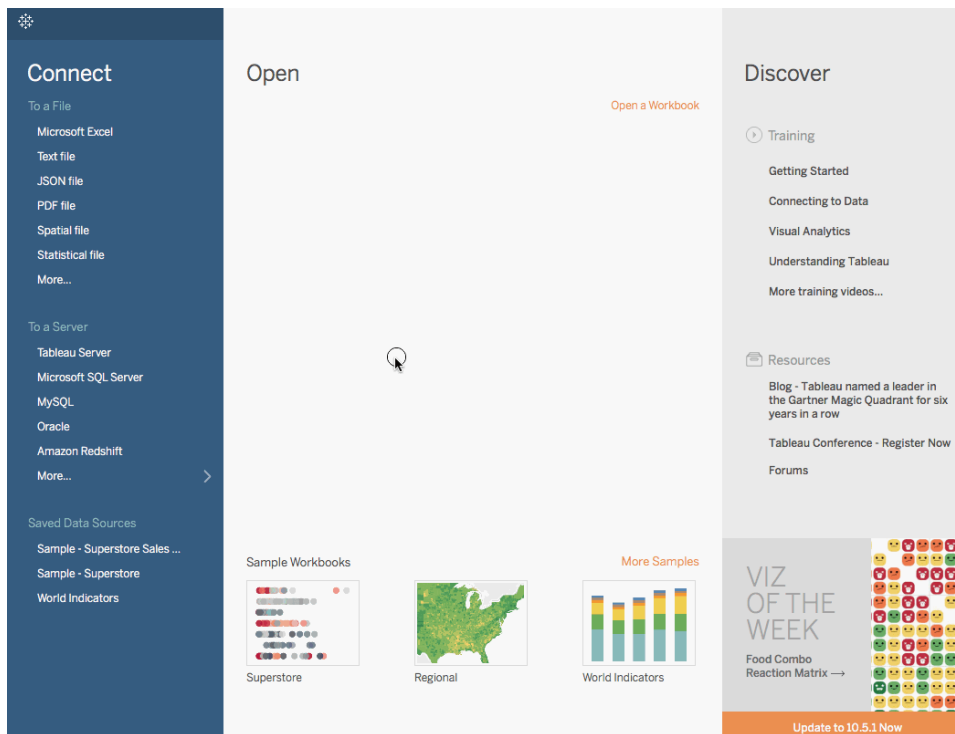 Connect
To a File
Microsoft Excel
Text file
JSON file
PDF file
Spatial file
Statistical file
More...
To a Server
Tableau Server
Microsoft SQL Server
MySQL
Oracle
Amazon Redshift
More...
Saved Data Sources
Sample - Superstore Sales ...
Sample - Superstore
World Indicators
Open
Open a Workbook
Sample Workbooks
More Samples
Superstore
Regional
World Indicators
Discover
Training
Getting Started
Connecting to Data
Visual Analytics
Understanding Tableau
More training videos...
Resources
Blog - Tableau named a leader in
the Gartner Magic Quadrant for six
years in a row
Tableau Conference - Register Now
Forums
VIZ
OF THE
WEEK
Food Combo
Reaction Matrix →
Update to 10.5.1 Now